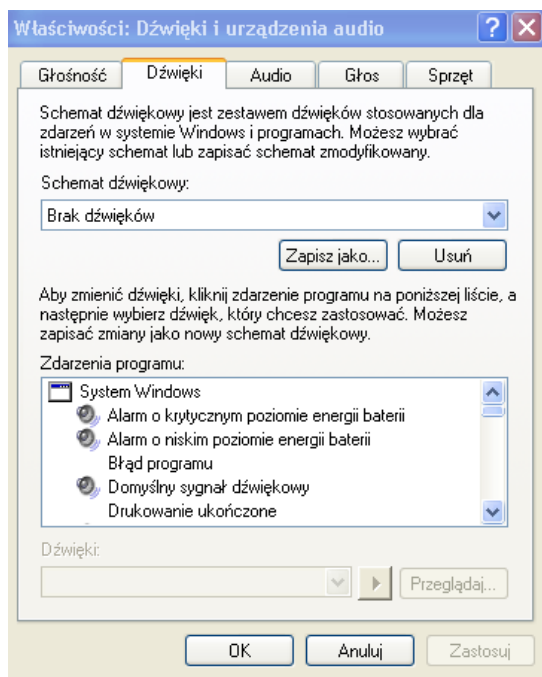 Właściwości: Dźwięki i urządzenia audio
Głośność Dźwięki Audio Głos Sprzęt
Schemat dźwiękowy jest zestawem dźwięków stosowanych dla
zdarzeń w systemie Windows i programach. Możesz wybrać
istniejący schemat lub zapisać schemat zmodyfikowany.
Schemat dźwiękowy:
Brak dźwięków
Zapisz jako... Usuń
Aby zmienić dźwięki, kliknij zdarzenie programu na poniższej liście, a
następnie wybierz dźwięk, który chcesz zastosować. Możesz
zapisać zmiany jako nowy schemat dźwiękowy.
Zdarzenia programu:
System Windows
Alarm o krytycznym poziomie energii baterii
Alarm o niskim poziomie energii baterii
Błąd programu
Domyślny sygnał dźwiękowy
Drukowanie ukończone
Dźwięki:
Przeglądaj...
OK Anuluj Zastosuj